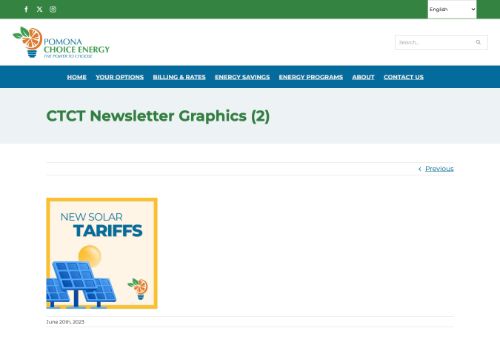 English
POMONA
CHOICE ENERGY
THE POWER TO CHOOSE
Search...
HOME YOUR OPTIONS BILLING & RATES ENERGY SAVINGS ENERGY PROGRAMS ABOUT CONTACT US
CTCT Newsletter Graphics (2)
Previous
NEW SOLAR
TARIFFS
June 20th, 2023